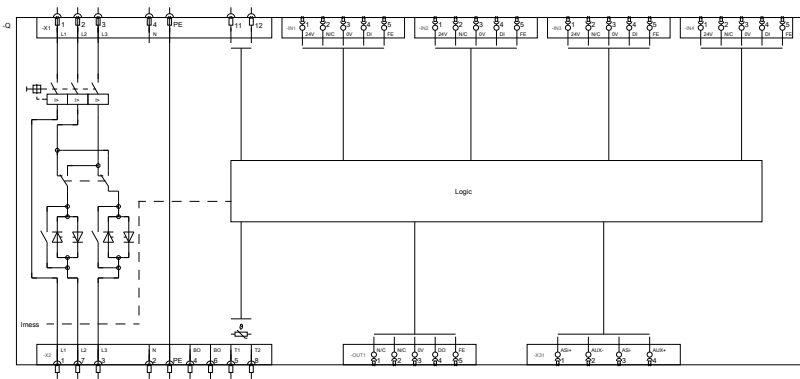 -Q
-X1 1 2 3 4 PE 11 12
L1 L2 L3 N
-IN1 1 2 3 4 5
24V N/C 0V DI FE
-IN2 1 2 3 4 5
24V N/C 0V DI FE
-IN3 1 2 3 4 5
24V N/C 0V DI FE
-IN4 1 2 3 4 5
24V N/C 0V DI FE
I> I> I>
Logic
Imess
ϑ
L1 L2 L3 N BO BO T1 T2
-X2 1 7 3 2 PE 4 6 5 8
N/C N/C 0V DO FE
-OUT1 1 2 3 4 5
ASi+ AUX- ASi- AUX+
-X31 1 2 3 4